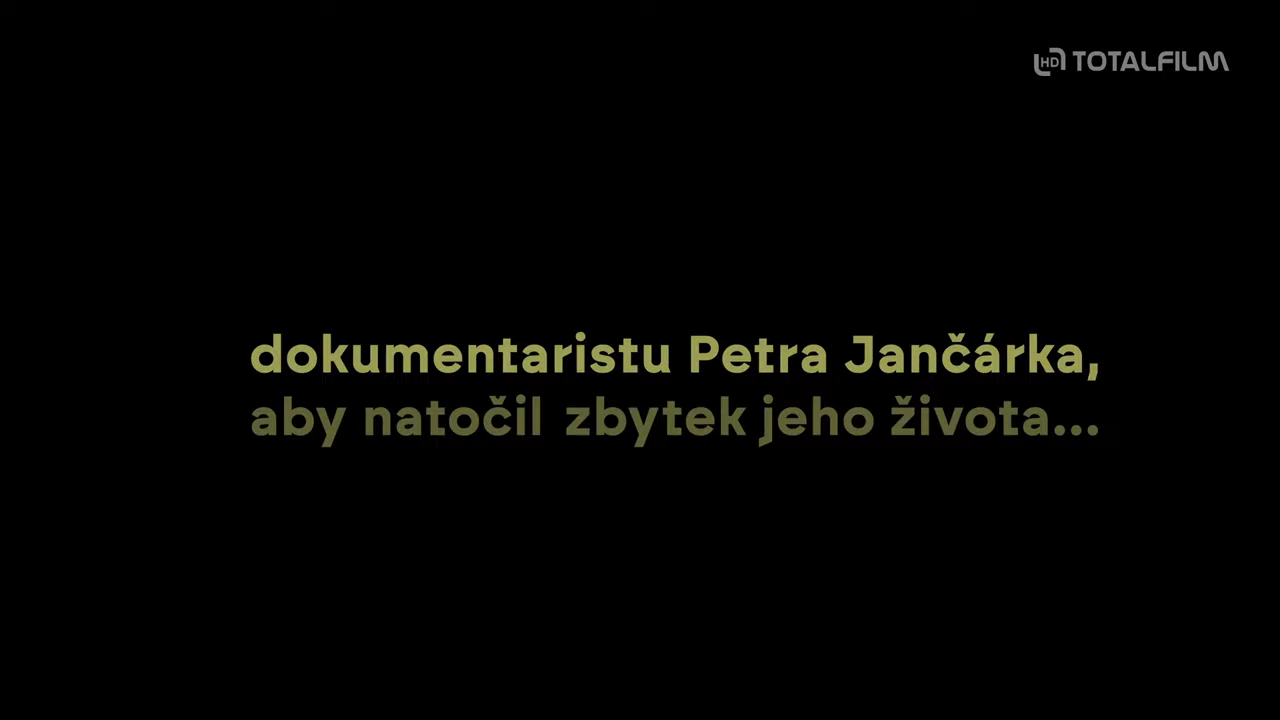 HD TOTALFILM
dokumentaristu Petra Jančárka,
aby natočil zbytek jeho života...